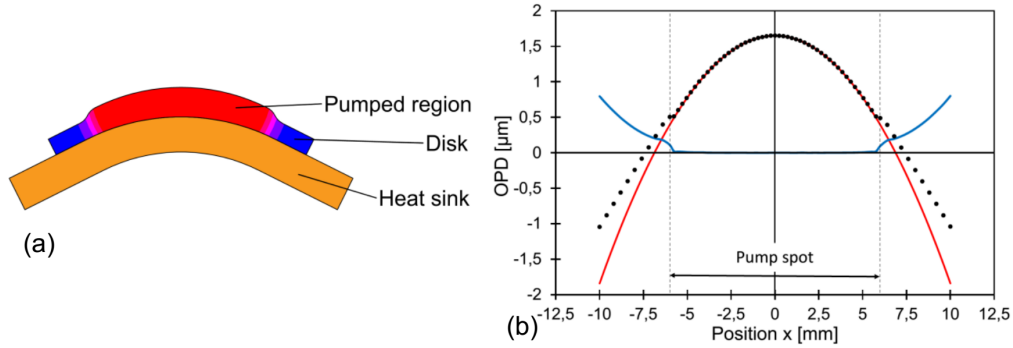 (a)
Pumped region
Disk
Heat sink
(b)
OPD [µm]
2
1,5
1
0,5
0
-0,5
-1
-1,5
-2
Pump spot
-12,5 -10 -7,5 -5 -2,5 0 2,5 5 7,5 10 12,5
Position x [mm]